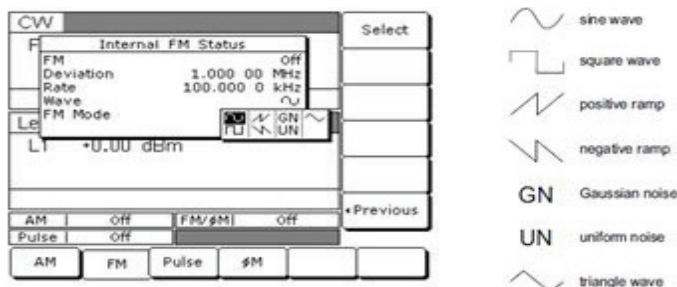 CW
Select
F
Internal FM Status
FM Off
Deviation 1.000 00 MHz
Rate 100.000 0 kHz
Wave
FM Mode
GN
UN
Le
L1 +0.00 dBm
Previous
AM Off FM/ϕM Off
Pulse Off
AM FM Pulse ϕM
sine wave
square wave
positive ramp
negative ramp
GN Gaussian noise
UN uniform noise
triangle wave